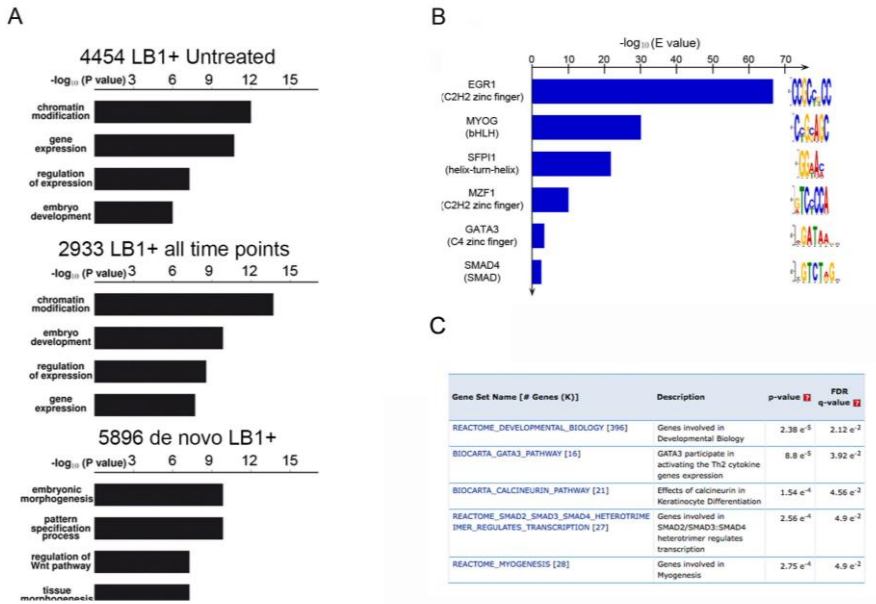 A
4454 LB1+ Untreated
-log₁₀ (P value) 3 6 9 12 15
chromatin
modification
gene
expression
regulation
of expression
embryo
development
2933 LB1+ all time points
-log₁₀ (P value) 3 6 9 12 15
chromatin
modification
embryo
development
regulation
of expression
gene
expression
5896 de novo LB1+
-log₁₀ (P value) 3 6 9 12 15
embryonic
morphogenesis
pattern
specification
process
regulation of
Wnt pathway
tissue
morphogenesis
B
-log₁₀ (E value)
0 10 20 30 40 50 60 70
EGR1
(C2H2 zinc finger)
MYOG
(bHLH)
SFPI1
(helix-turn-helix)
MZF1
(C2H2 zinc finger)
GATA3
(C4 zinc finger)
SMAD4
(SMAD)
C
Gene Set Name [# Genes (K)] Description p-value ? FDR
q-value ?
REACTOME_DEVELOPMENTAL_BIOLOGY [396] Genes involved in 2.38 e⁻⁵ 2.12 e⁻²
Developmental Biology
BIOCARTA_GATA3_PATHWAY [16] GATA3 participate in 8.8 e⁻⁵ 3.92 e⁻²
activating the Th2 cytokine
genes expression
BIOCARTA_CALCINEURIN_PATHWAY [21] Effects of calcineurin in 1.54 e⁻⁴ 4.56 e⁻²
Keratinocyte Differentiation
REACTOME_SMAD2_SMAD3_SMAD4_HETEROTRIME Genes involved in 2.56 e⁻⁴ 4.9 e⁻²
IMER_REGULATES_TRANSCRIPTION [27] SMAD2/SMAD3:SMAD4
heterotrimer regulates
transcription
REACTOME_MYOGENESIS [28] Genes involved in 2.75 e⁻⁴ 4.9 e⁻²
Myogenesis